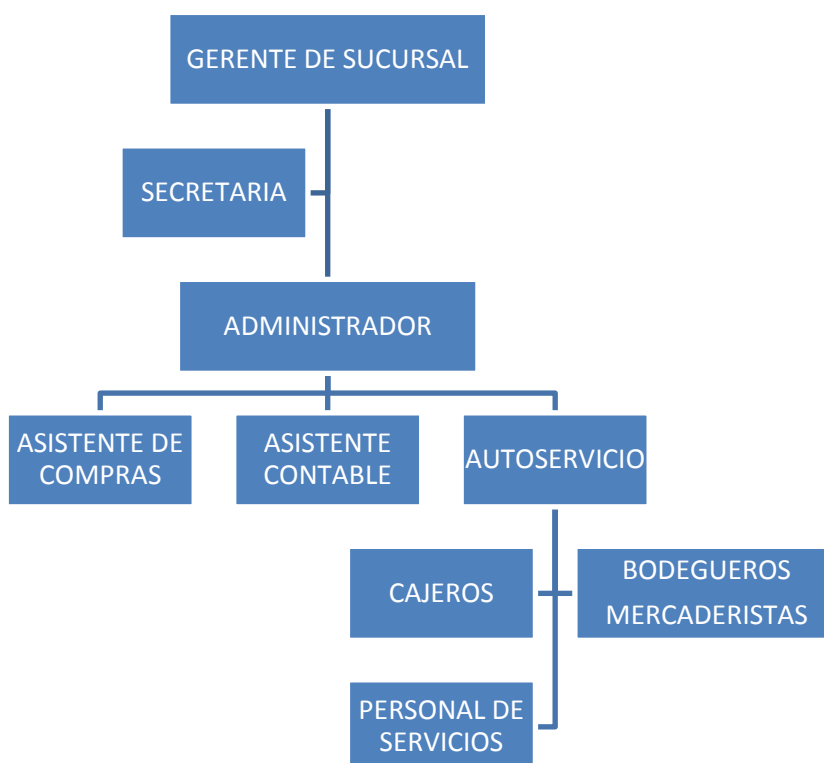 GERENTE DE SUCURSAL
SECRETARIA
ADMINISTRADOR
ASISTENTE DE
COMPRAS
ASISTENTE
CONTABLE
AUTOSERVICIO
CAJEROS
BODEGUEROS
MERCADERISTAS
PERSONAL DE
SERVICIOS